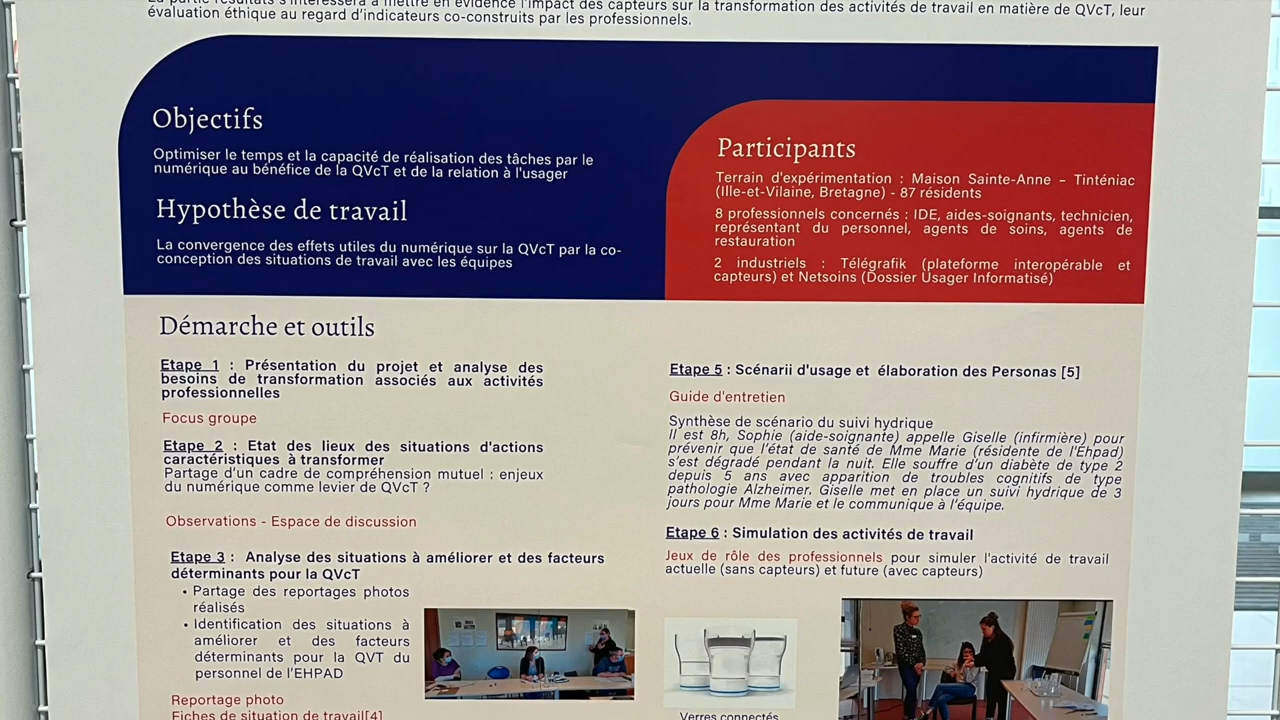 La partie résultats s'intéressera à mettre en évidence l'impact des capteurs sur la transformation des activités de travail en matière de QVcT, leur
évaluation éthique au regard d'indicateurs co-construits par les professionnels.
Objectifs
Optimiser le temps et la capacité de réalisation des tâches par le
numérique au bénéfice de la QVcT et de la relation à l'usager
Hypothèse de travail
La convergence des effets utiles du numérique sur la QVcT par la co-
conception des situations de travail avec les équipes
Participants
Terrain d'expérimentation : Maison Sainte-Anne – Tinténiac
(Ille-et-Vilaine, Bretagne) - 87 résidents
8 professionnels concernés : IDE, aides-soignants, technicien,
représentant du personnel, agents de soins, agents de
restauration
2 industriels : Télégrafik (plateforme interopérable et
capteurs) et Netsoins (Dossier Usager Informatisé)
Démarche et outils
Etape 1 : Présentation du projet et analyse des
besoins de transformation associés aux activités
professionnelles
Focus groupe
Etape 2 : Etat des lieux des situations d'actions
caractéristiques à transformer
Partage d'un cadre de compréhension mutuel : enjeux
du numérique comme levier de QVcT ?
Observations - Espace de discussion
Etape 3 : Analyse des situations à améliorer et des facteurs
déterminants pour la QVcT
• Partage des reportages photos
réalisés
• Identification des situations à
améliorer et des facteurs
déterminants pour la QVT du
personnel de l'EHPAD
Reportage photo
Fiches de situation de travail[4]
Etape 5 : Scénarii d'usage et élaboration des Personas [5]
Guide d'entretien
Synthèse de scénario du suivi hydrique
Il est 8h, Sophie (aide-soignante) appelle Giselle (infirmière) pour
prévenir que l'état de santé de Mme Marie (résidente de l'Ehpad)
s'est dégradé pendant la nuit. Elle souffre d'un diabète de type 2
depuis 5 ans avec apparition de troubles cognitifs de type
pathologie Alzheimer. Giselle met en place un suivi hydrique de 3
jours pour Mme Marie et le communique à l'équipe.
Etape 6 : Simulation des activités de travail
Jeux de rôle des professionnels pour simuler l'activité de travail
actuelle (sans capteurs) et future (avec capteurs)
Verres connectés